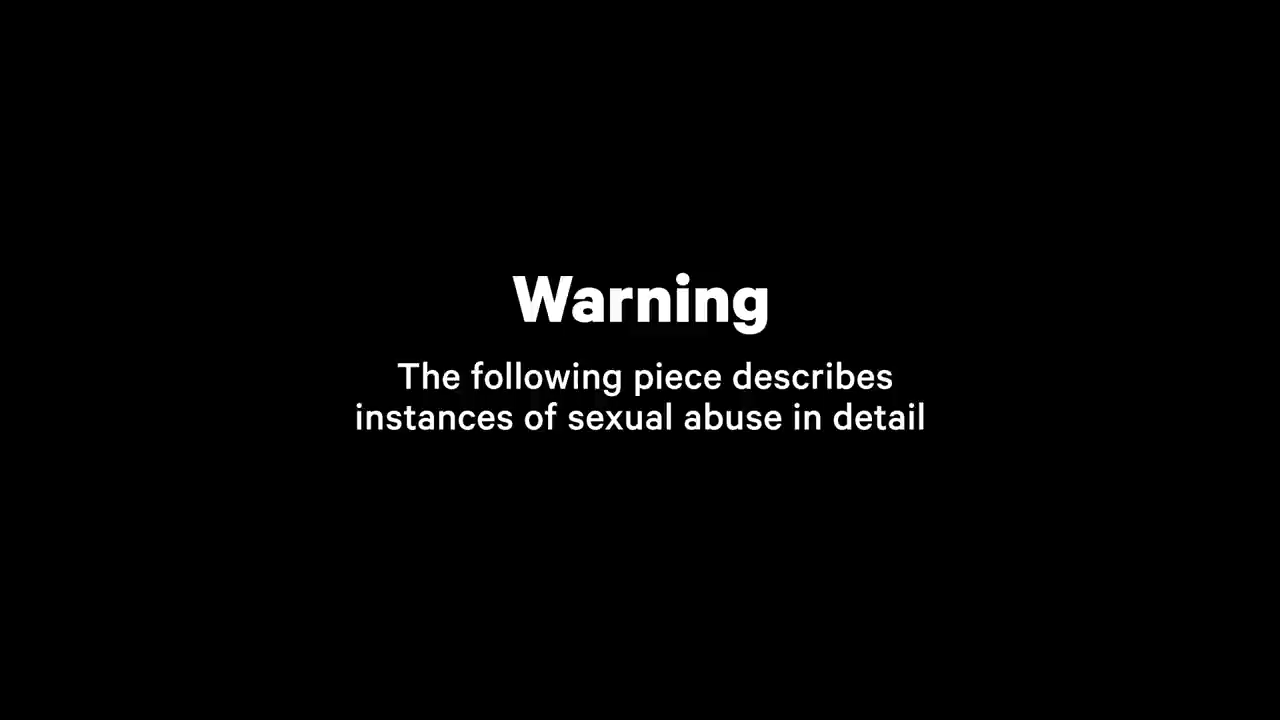 Warning
The following piece describes
instances of sexual abuse in detail